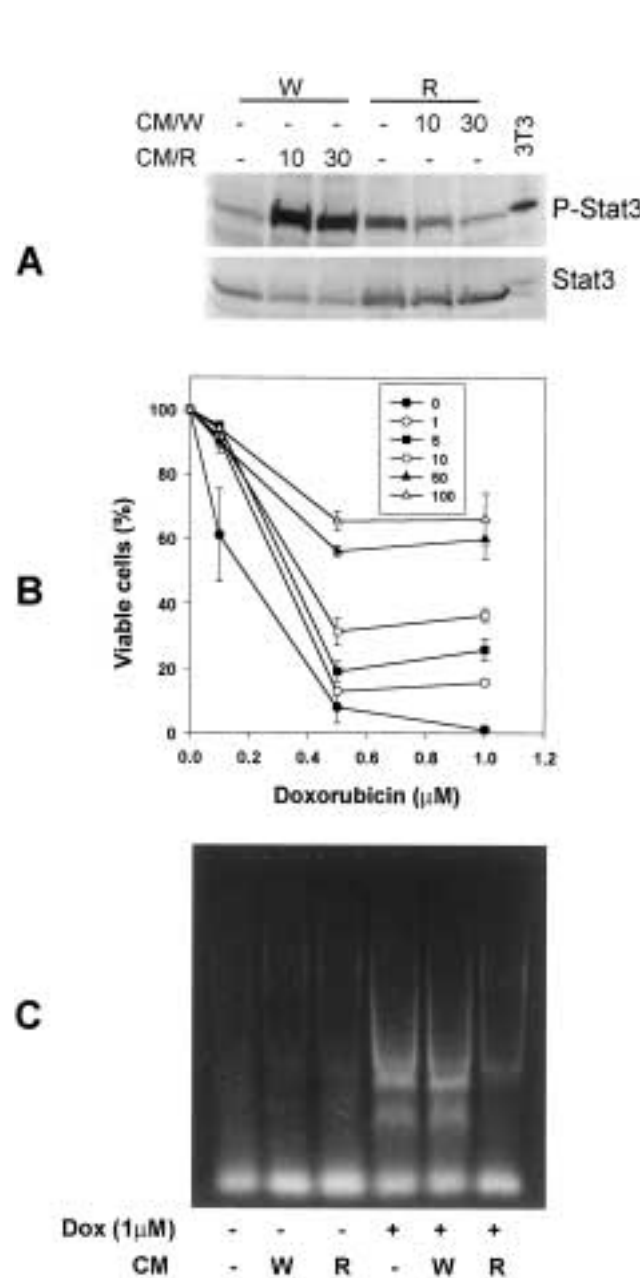 W R
CM/W - - - - 10 30 3T3
CM/R - 10 30 - - -
P-Stat3
A
Stat3
100
80
60
40
20
0
0
1
6
10
60
100
Viable cells (%)
B
0.0 0.2 0.4 0.6 0.8 1.0 1.2
Doxorubicin (μM)
C
Dox (1μM) - - - + + +
CM - W R - W R